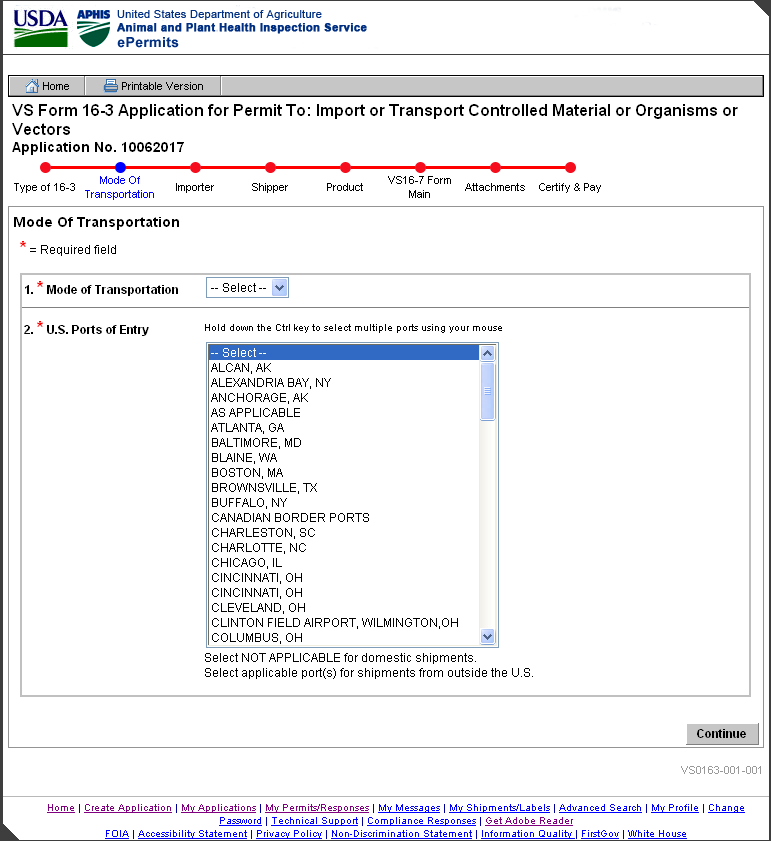 USDA APHIS United States Department of Agriculture
Animal and Plant Health Inspection Service
ePermits
Home Printable Version
VS Form 16-3 Application for Permit To: Import or Transport Controlled Material or Organisms or
Vectors
Application No. 10062017
Type of 16-3 Mode Of Transportation Importer Shipper Product VS16-7 Form Main Attachments Certify & Pay
Mode Of Transportation
* = Required field
1. * Mode of Transportation -- Select --
2. * U.S. Ports of Entry Hold down the Ctrl key to select multiple ports using your mouse
-- Select --
ALCAN, AK
ALEXANDRIA BAY, NY
ANCHORAGE, AK
AS APPLICABLE
ATLANTA, GA
BALTIMORE, MD
BLAINE, WA
BOSTON, MA
BROWNSVILLE, TX
BUFFALO, NY
CANADIAN BORDER PORTS
CHARLESTON, SC
CHARLOTTE, NC
CHICAGO, IL
CINCINNATI, OH
CINCINNATI, OH
CLEVELAND, OH
CLINTON FIELD AIRPORT, WILMINGTON,OH
COLUMBUS, OH
Select NOT APPLICABLE for domestic shipments.
Select applicable port(s) for shipments from outside the U.S.
Continue
VS0163-001-001
Home | Create Application | My Applications | My Permits/Responses | My Messages | My Shipments/Labels | Advanced Search | My Profile | Change
Password | Technical Support | Compliance Responses | Get Adobe Reader
FOIA | Accessibility Statement | Privacy Policy | Non-Discrimination Statement | Information Quality | FirstGov | White House